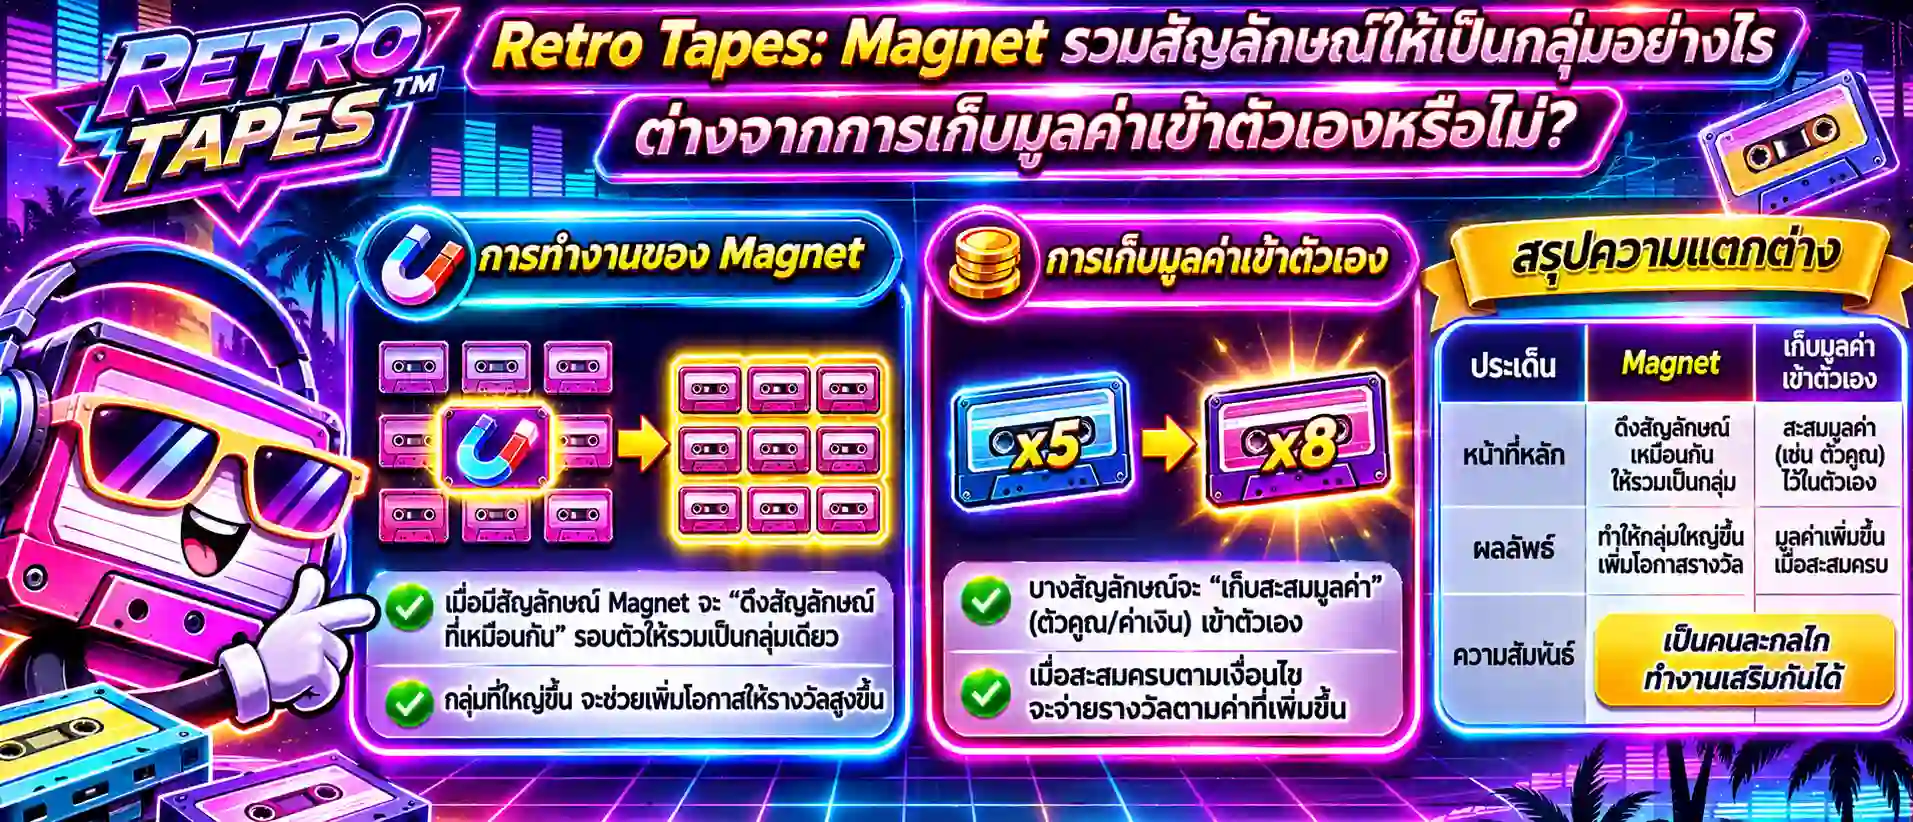 RETRO
TAPES™
Retro Tapes: Magnet รวมสัญลักษณ์ให้เป็นกลุ่มอย่างไร
ต่างจากการเก็บมูลค่าเข้าตัวเองหรือไม่?
การทำงานของ Magnet
เมื่อมีสัญลักษณ์ Magnet จะ “ดึงสัญลักษณ์
ที่เหมือนกัน” รอบตัวให้รวมเป็นกลุ่มเดียว
กลุ่มที่ใหญ่ขึ้น จะช่วยเพิ่มโอกาสให้รางวัลสูงขึ้น
การเก็บมูลค่าเข้าตัวเอง
x5
x8
บางสัญลักษณ์จะ “เก็บสะสมมูลค่า”
(ตัวคูณ/ค่าเงิน) เข้าตัวเอง
เมื่อสะสมครบตามเงื่อนไข
จะจ่ายรางวัลตามค่าที่เพิ่มขึ้น
สรุปความแตกต่าง
ประเด็น
Magnet
เก็บมูลค่า
เข้าตัวเอง
หน้าที่หลัก
ดึงสัญลักษณ์
เหมือนกัน
ให้รวมเป็นกลุ่ม
สะสมมูลค่า
(เช่น ตัวคูณ)
ไว้ในตัวเอง
ผลลัพธ์
ทำให้กลุ่มใหญ่ขึ้น
เพิ่มโอกาสรางวัล
มูลค่าเพิ่มขึ้น
เมื่อสะสมครบ
ความสัมพันธ์
เป็นคนละกลไก
ทำงานเสริมกันได้